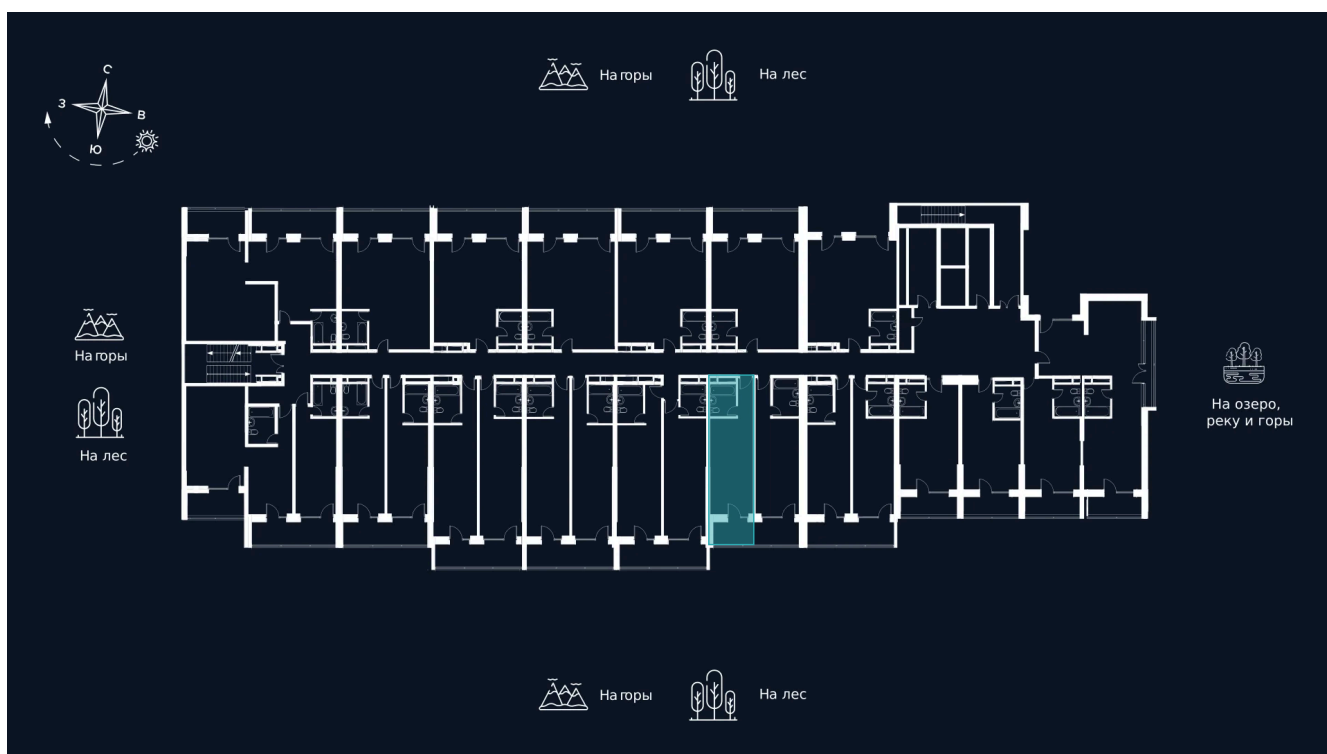 На горы
На лес
С
З
В
Ю
На горы
На лес
На озеро,
реку и горы
На горы
На лес